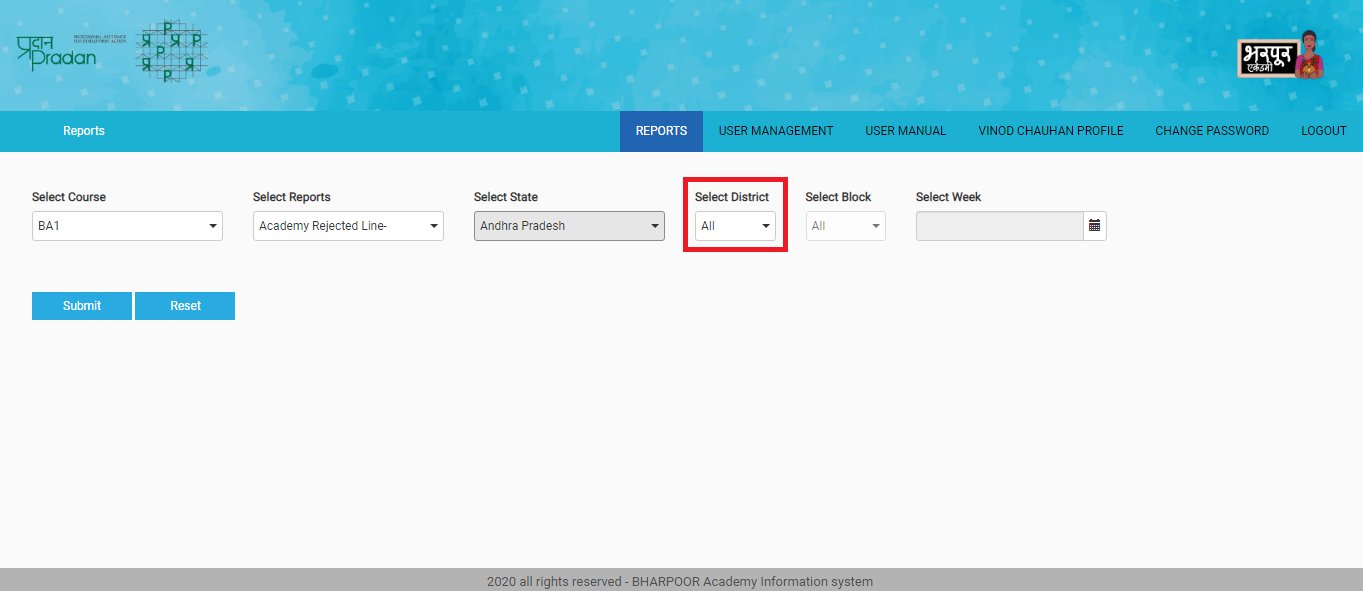 प्रदान
Pradan
PROFESSIONAL ASSISTANCE
FOR DEVELOPMENT ACTION
P
प्र प्र P
P
प्र प्र
P
भरपूर
एकेडमी
Reports
REPORTS USER MANAGEMENT USER MANUAL VINOD CHAUHAN PROFILE CHANGE PASSWORD LOGOUT
Select Course Select Reports Select State Select District Select Block Select Week
BA1 Academy Rejected Line- Andhra Pradesh All All
Submit Reset
2020 all rights reserved - BHARPOOR Academy Information system